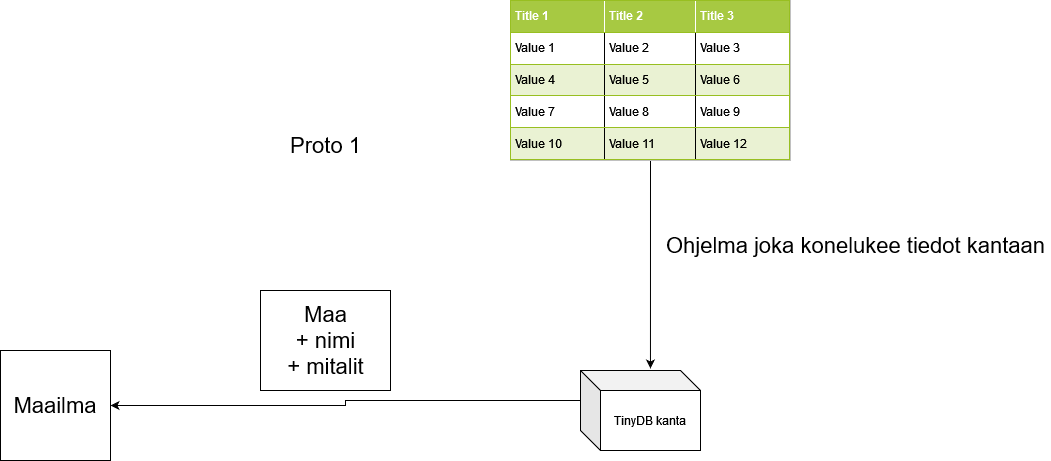 Title 1 Title 2 Title 3
Value 1 Value 2 Value 3
Value 4 Value 5 Value 6
Value 7 Value 8 Value 9
Value 10 Value 11 Value 12
Proto 1
Ohjelma joka konelukee tiedot kantaan
Maa
+ nimi
+ mitalit
Maailma
TinyDB kanta